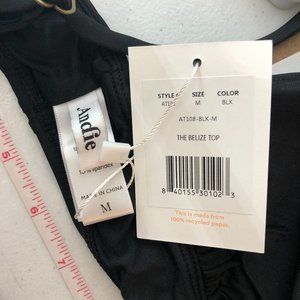 STYLE SIZE COLOR
M BLK
AT108-BLK-M
THE BELIZE TOP
8 40155 30102 3
This is made from
100% recycled paper.
Andie
spandex
MADE IN CHINA
M